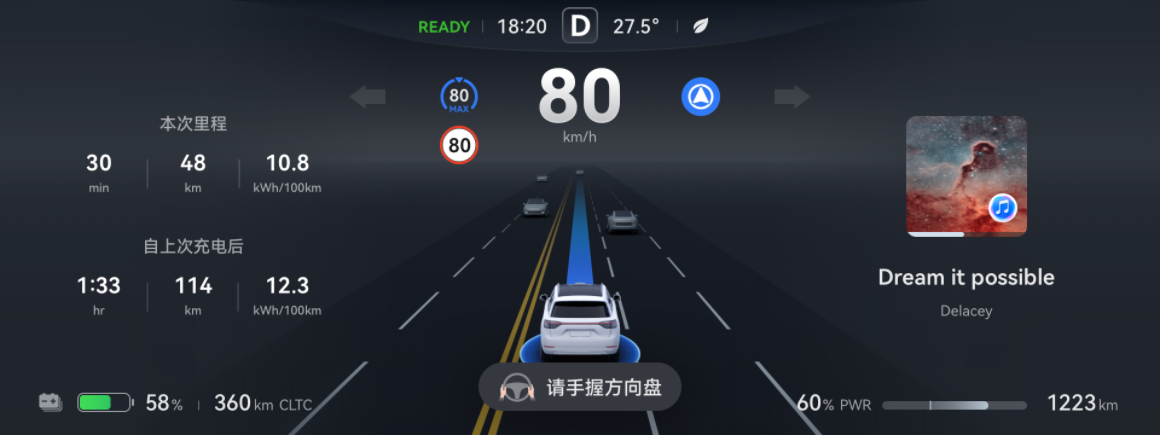 READY 18:20 D 27.5°
80 MAX
80 km/h
80
本次里程
30 min
48 km
10.8 kWh/100km
自上次充电后
1:33 hr
114 km
12.3 kWh/100km
Dream it possible
Delacey
请手握方向盘
58% 360 km CLTC
60% PWR 1223 km